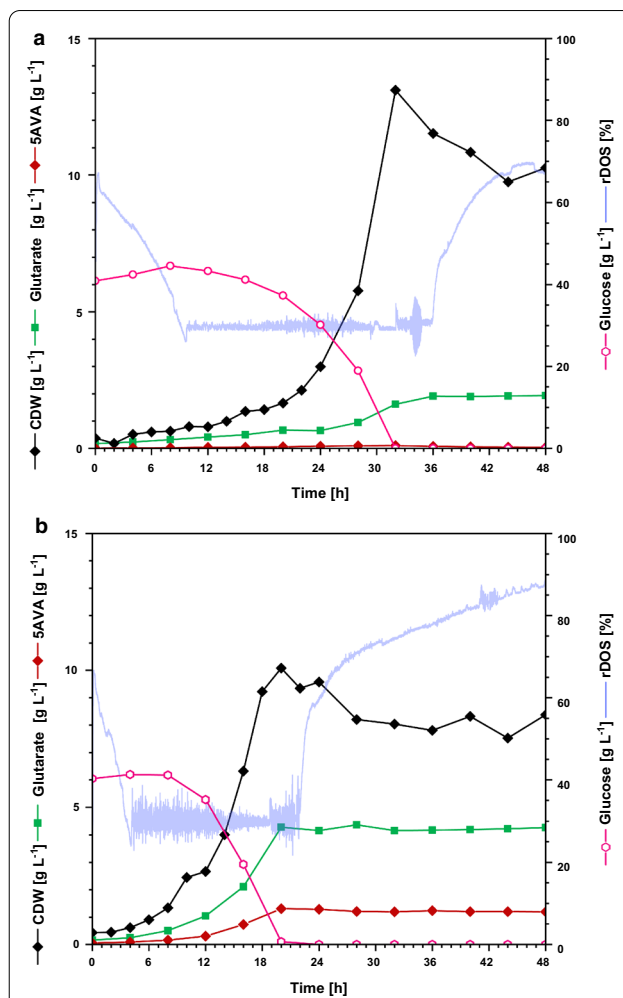 a
15
10
5
0
100
80
60
40
20
0
0 6 12 18 24 30 36 42 48
Time [h]
CDW [g L-1]
Glutarate [g L-1]
5AVA [g L-1]
Glucose [g L-1]
rDOS [%]
b
15
10
5
0
100
80
60
40
20
0
0 6 12 18 24 30 36 42 48
Time [h]
CDW [g L-1]
Glutarate [g L-1]
5AVA [g L-1]
Glucose [g L-1]
rDOS [%]